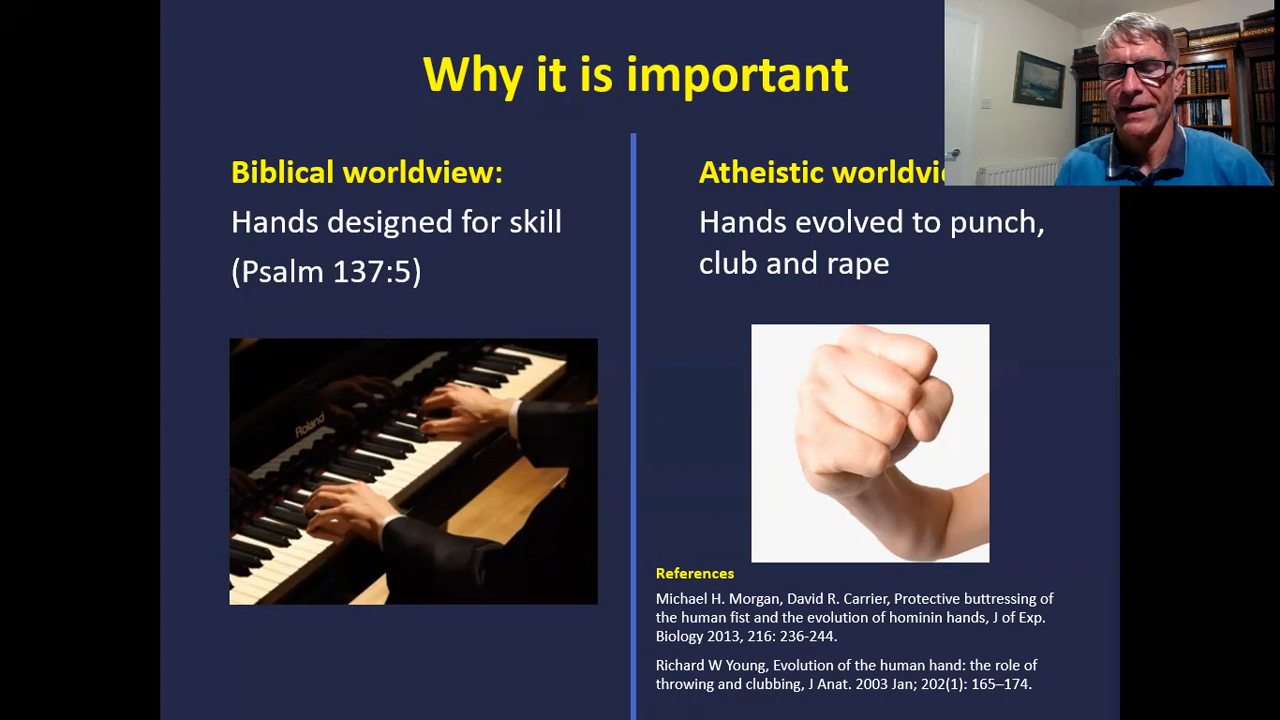 Why it is important
Biblical worldview:
Hands designed for skill
(Psalm 137:5)
Roland
Atheistic
Hands evolved to punch,
club and rape
References
Michael H. Morgan, David R. Carrier, Protective buttressing of
the human fist and the evolution of hominin hands, J of Exp.
Biology 2013, 216: 236-244.
Richard W Young, Evolution of the human hand: the role of
throwing and clubbing, J Anat. 2003 Jan; 202(1): 165–174.